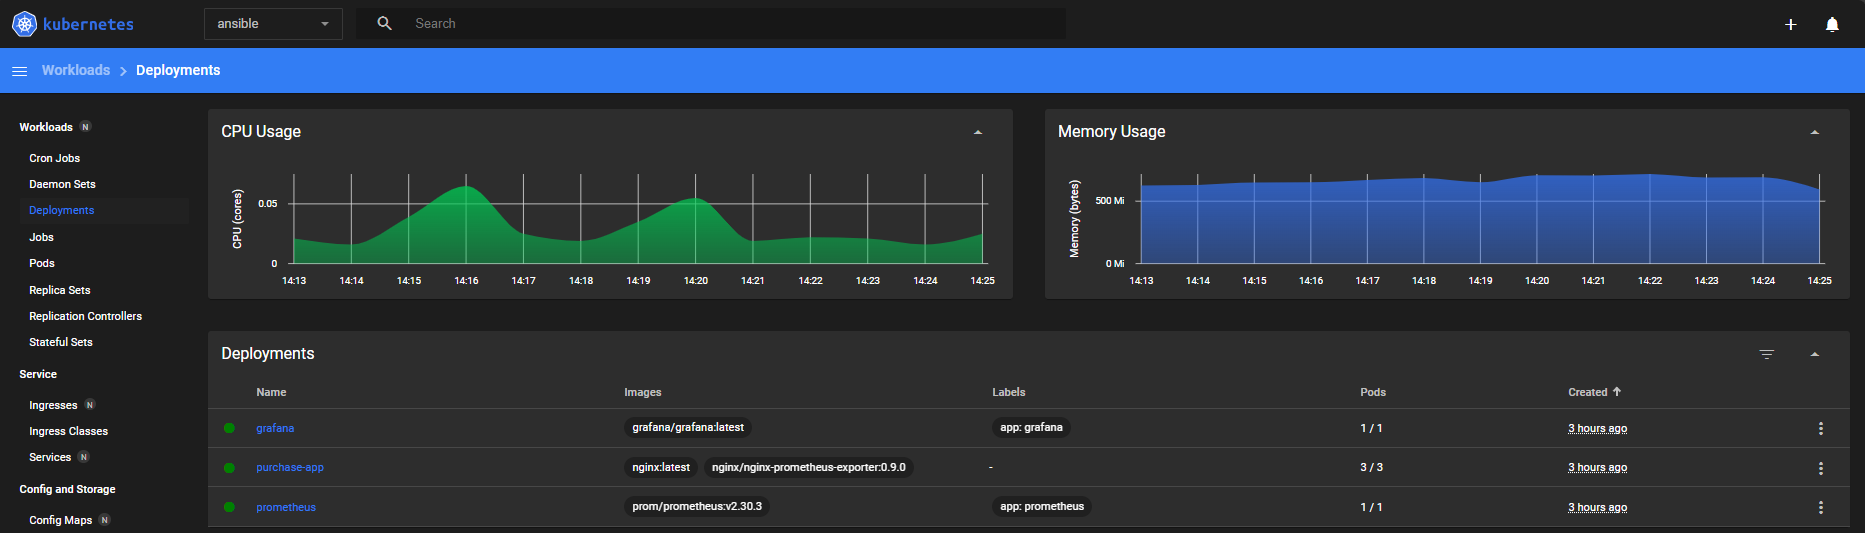 kubernetes
ansible
Search
Workloads
Deployments
Workloads N
Cron Jobs
Daemon Sets
Deployments
Jobs
Pods
Replica Sets
Replication Controllers
Stateful Sets
Service
Ingresses N
Ingress Classes
Services N
Config and Storage
Config Maps N
CPU Usage
CPU (cores)
0.05
0
14:13 14:14 14:15 14:16 14:17 14:18 14:19 14:20 14:21 14:22 14:23 14:24 14:25
Memory Usage
Memory (bytes)
500 Mi
0 Mi
14:13 14:14 14:15 14:16 14:17 14:18 14:19 14:20 14:21 14:22 14:23 14:24 14:25
Deployments
Name Images Labels Pods Created
grafana grafana/grafana:latest app: grafana 1 / 1 3 hours ago
purchase-app nginx:latest nginx/nginx-prometheus-exporter:0.9.0 - 3 / 3 3 hours ago
prometheus prom/prometheus:v2.30.3 app: prometheus 1 / 1 3 hours ago